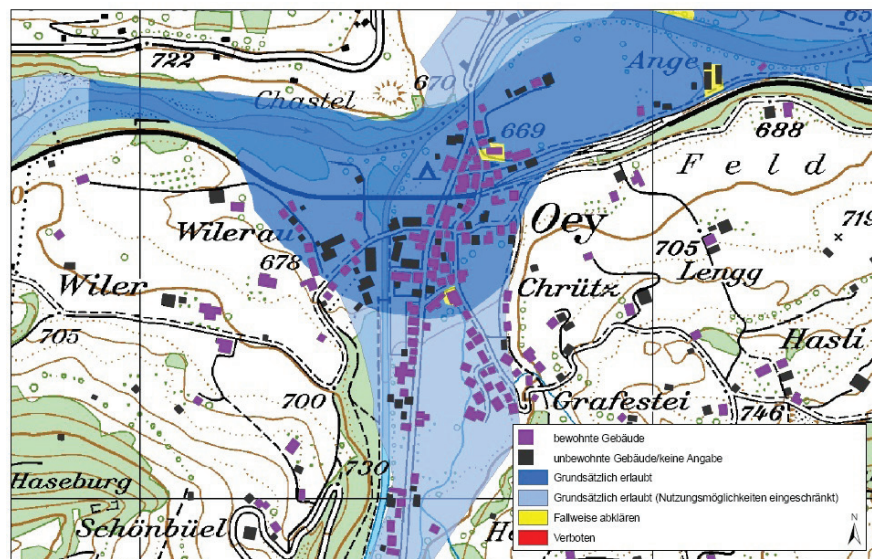 722
670
65
Chastel
Ange
669
688
F e l d
Wilerau
Oey
719
678
705
Lengg
Wiler
Chrütz
705
Hasli
700
Grafestei
746
730
Haseburg
Schönbüel
He
bewohnte Gebäude
unbewohnte Gebäude/keine Angabe
Grundsätzlich erlaubt
Grundsätzlich erlaubt (Nutzungsmöglichkeiten eingeschränkt)
Fallweise abklären
Verboten
N